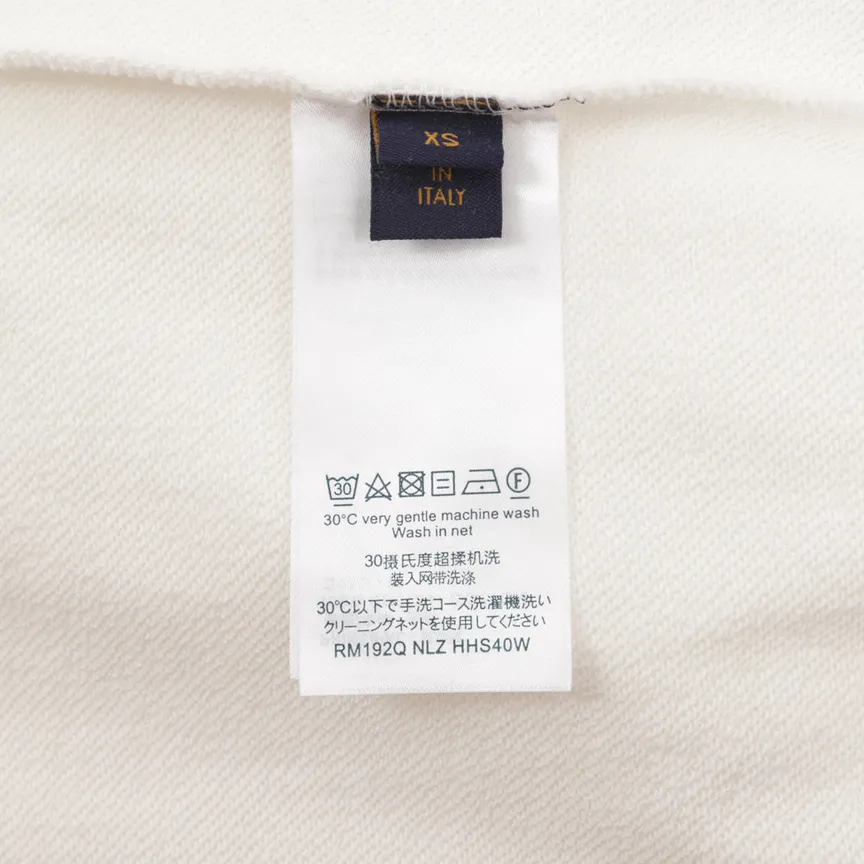 XS
IN
ITALY
30
F
30°C very gentle machine wash
Wash in net
30摄氏度超揉机洗
装入网带洗涤
30℃以下で手洗コース洗濯機洗い
クリーニングネットを使用してください
RM192Q NLZ HHS40W